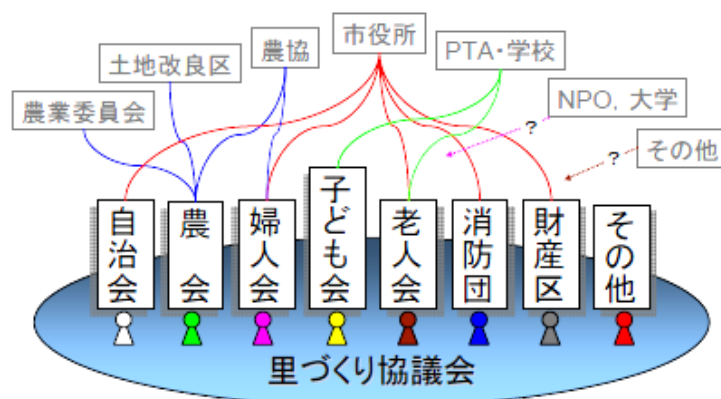 市役所
農協
PTA・学校
土地改良区
NPO, 大学
農業委員会
?
その他
?
自治会
農会
婦人会
子ども会
老人会
消防団
財産区
その他
里づくり協議会